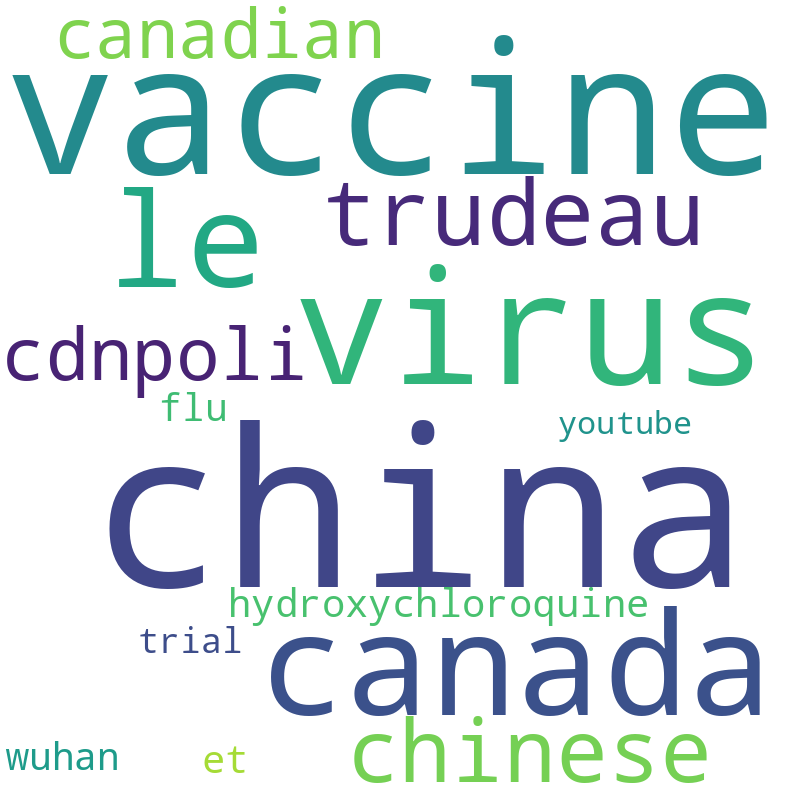 canadian
vaccine
le
trudeau
virus
cdnpoli
flu
youtube
china
hydroxychloroquine
trial
canada
chinese
wuhan
et